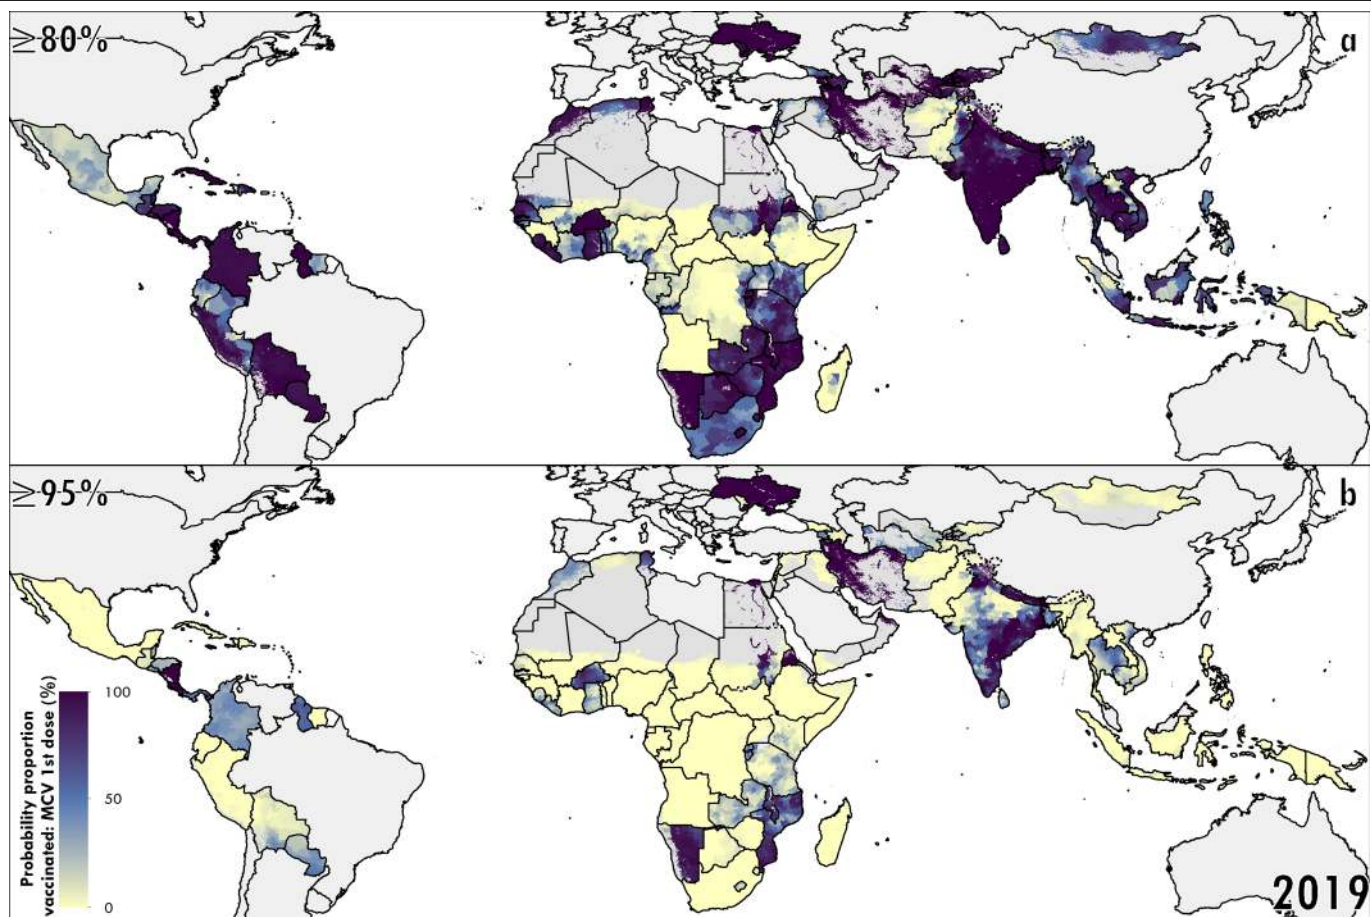 ≥80%
a
≥95%
b
Probability proportion
vaccinated: MCV 1st dose (%)
100
50
0
2019